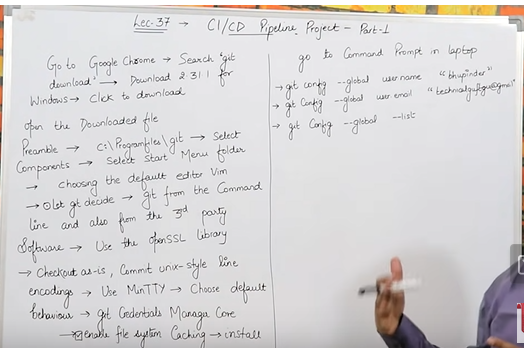 Lec-37 → CI/CD Pipeline Project - Part-1
Go to Google Chrome → Search "git
download" → Download 2.31.1 for
Windows → Click to download
open the Downloaded file
Preamble → C:\Programfiles\git → Select
Components → Select Start Menu folder
→ choosing the default editor Vim
→ let git decide → git from the Command
line and also from the 3rd party
Software → Use the openSSL library
→ Checkout as-is, Commit unix-style line
encodings → Use MinTTY → Choose default
behaviour → git Credentials Manager Core
→ enable file system Caching → install
go to Command Prompt in laptop
→ git config --global user.name "bhupinder"
→ git Config --global user.email
→ git Config --global --list